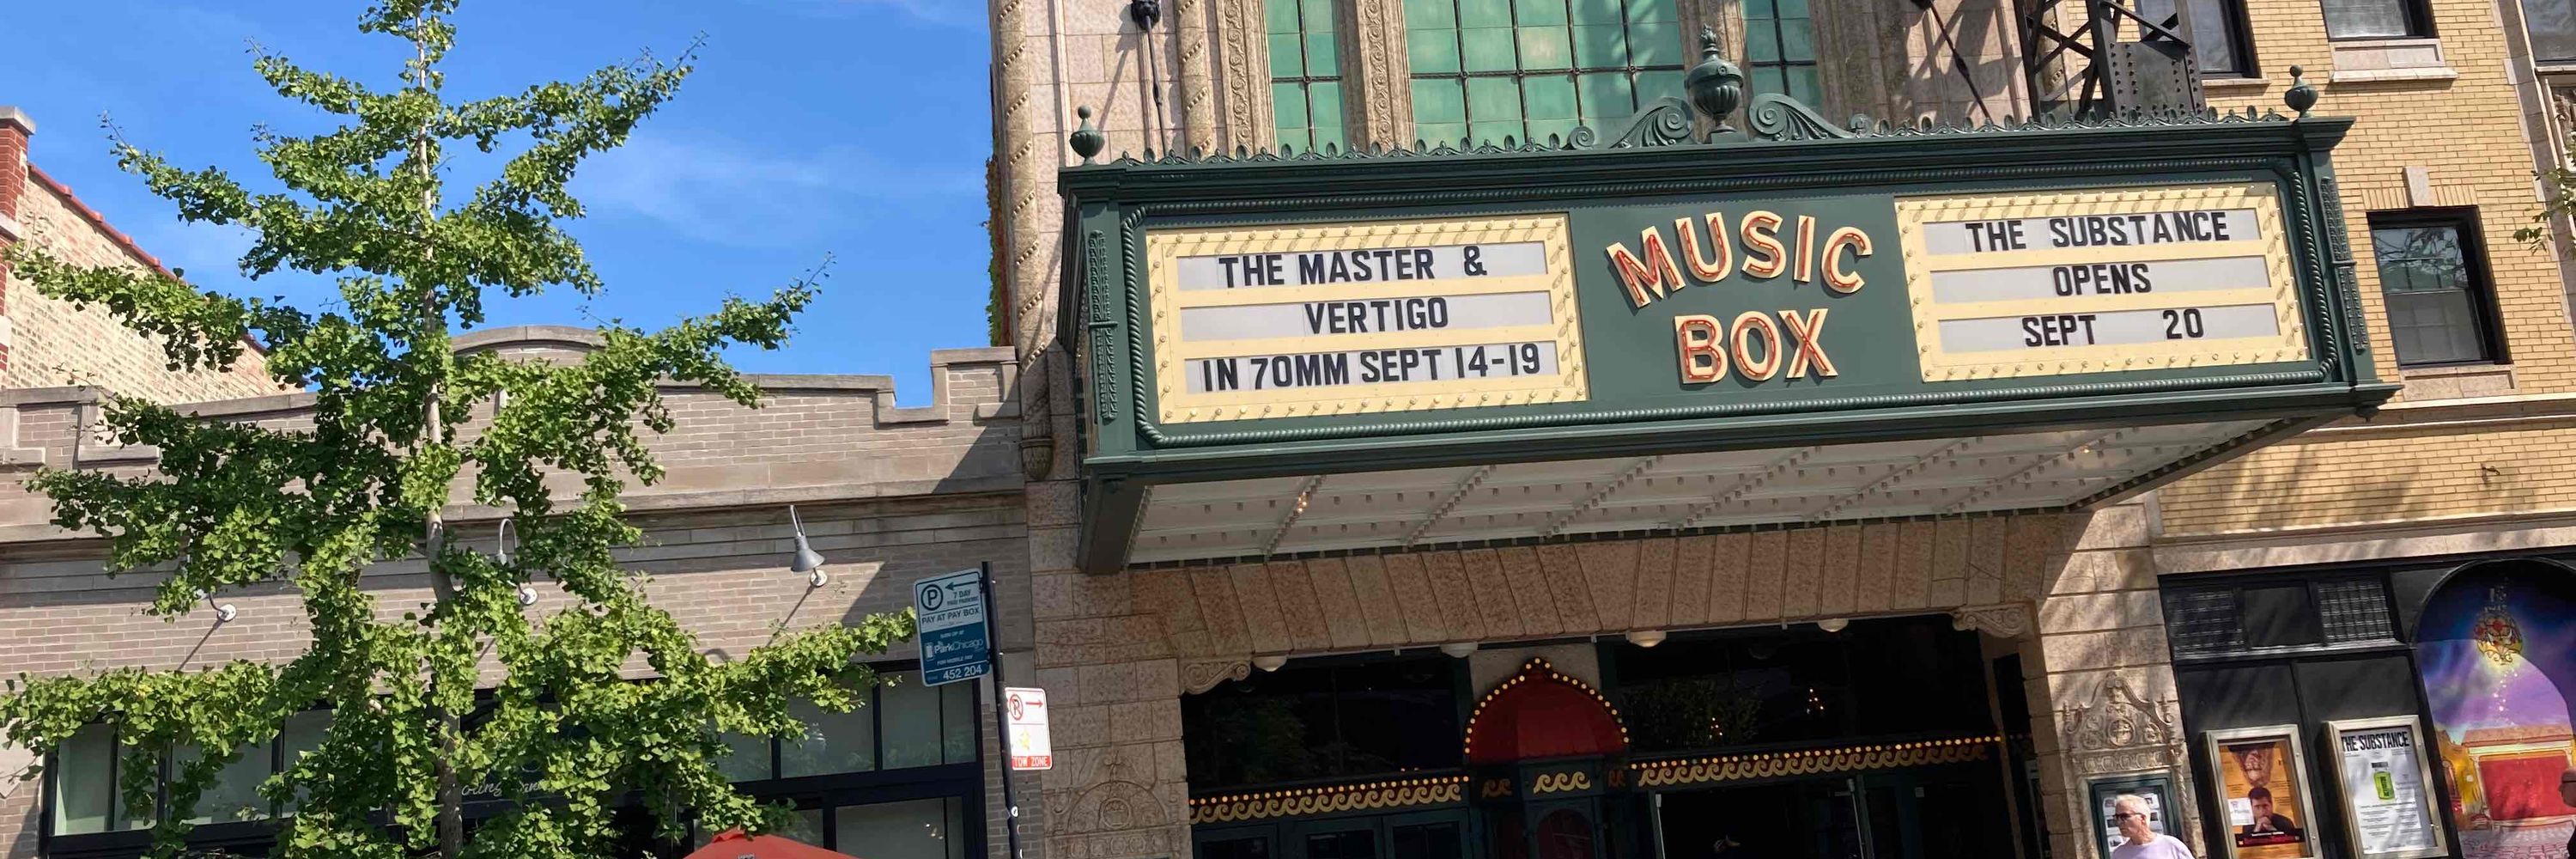 THE MASTER &
VERTIGO
IN 70MM SEPT 14-19
MUSIC
BOX
THE SUBSTANCE
OPENS
SEPT 20
P
7 DAY
PAY AT PAY BOX
ParkChicago
452 204
TOW ZONE
THE SUBSTANCE